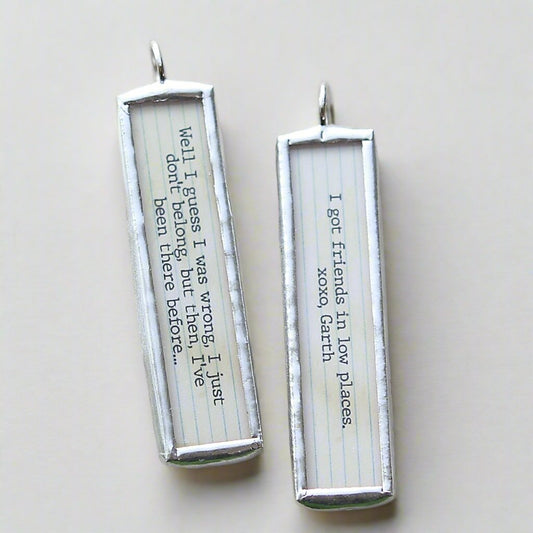 Well I guess I was wrong, I just
don't belong, but then, I've
been there before...
I got friends in low places.
xoxo, Garth